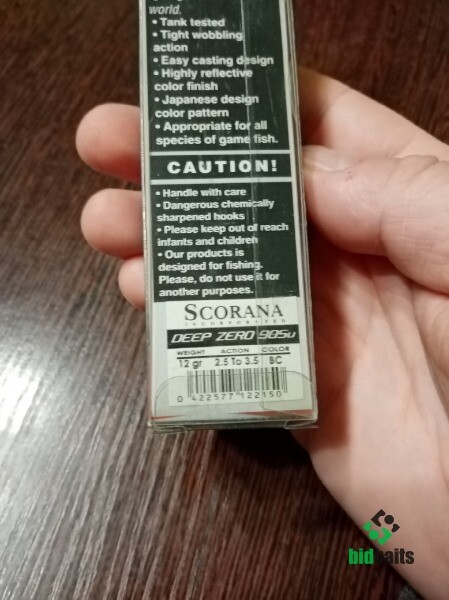 world.
• Tank tested
• Tight wobbling
action
• Easy casting design
• Highly reflective
color finish
• Japanese design
color pattern
• Appropriate for all
species of game fish.
CAUTION!
• Handle with care
• Dangerous chemically
sharpened hooks
• Please keep out of reach
infants and children
• Our products is
designed for fishing.
Please, do not use it for
another purposes.
SCORANA
INCORPORATED
DEEP ZERO 90SU
WEIGHT ACTION COLOR
12 gr 2.5 To 3.5 BC
0 422577 122150
bidbaits